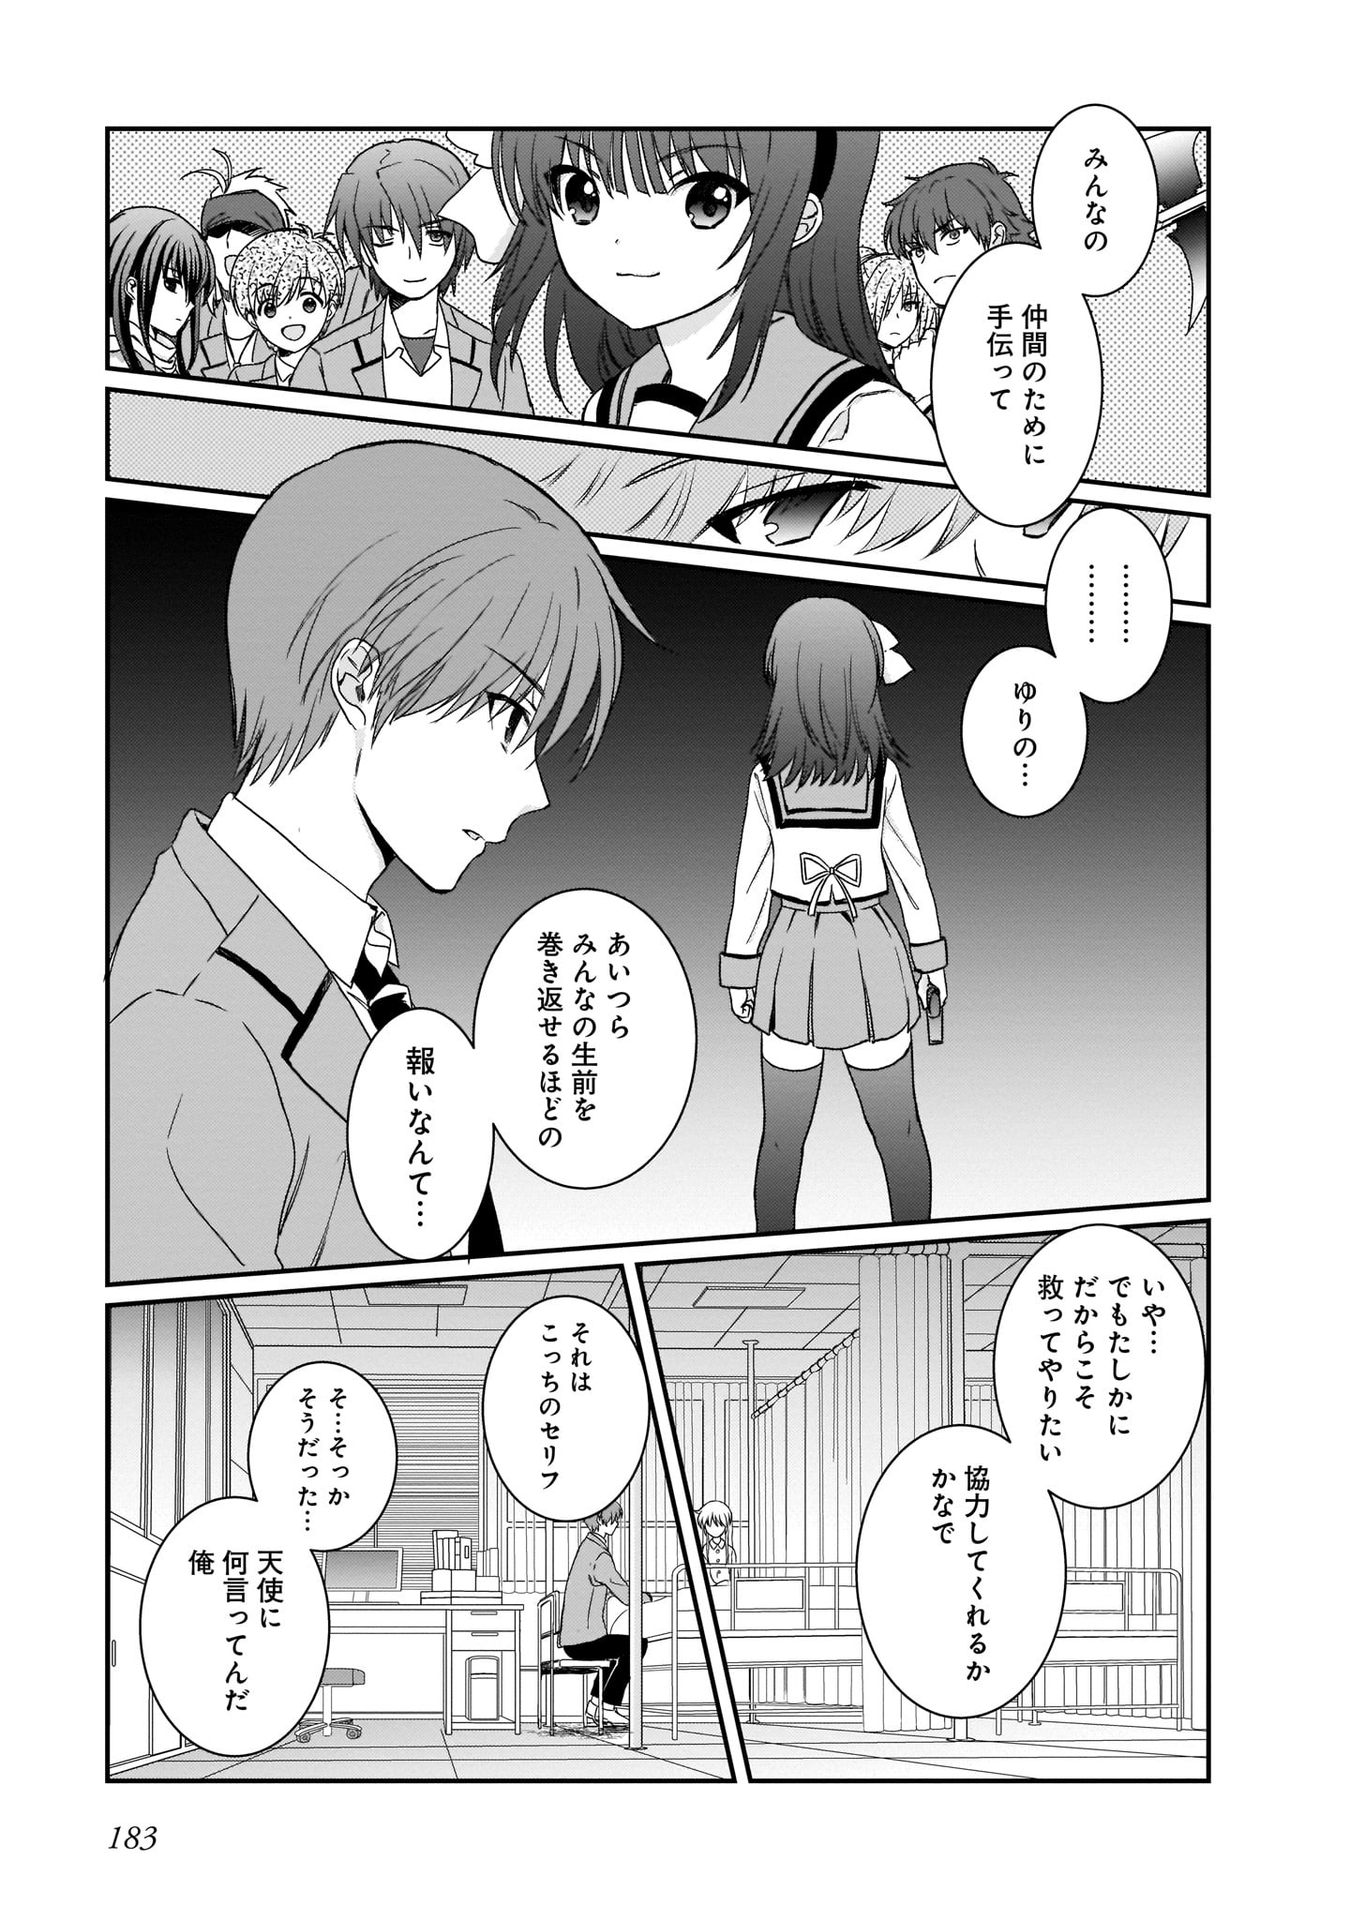 みんなの
仲間のために
手伝って
………
………
ゆりの…
あいつら
みんなの生前を
巻き返せるほどの
報いなんて…
いや…
でもたしかに
だからこそ
救ってやりたい
協力してくれるか
かなで
それは
こっちのセリフ
そ…そっか
そうだった…
天使に
何言ってんだ
俺
183